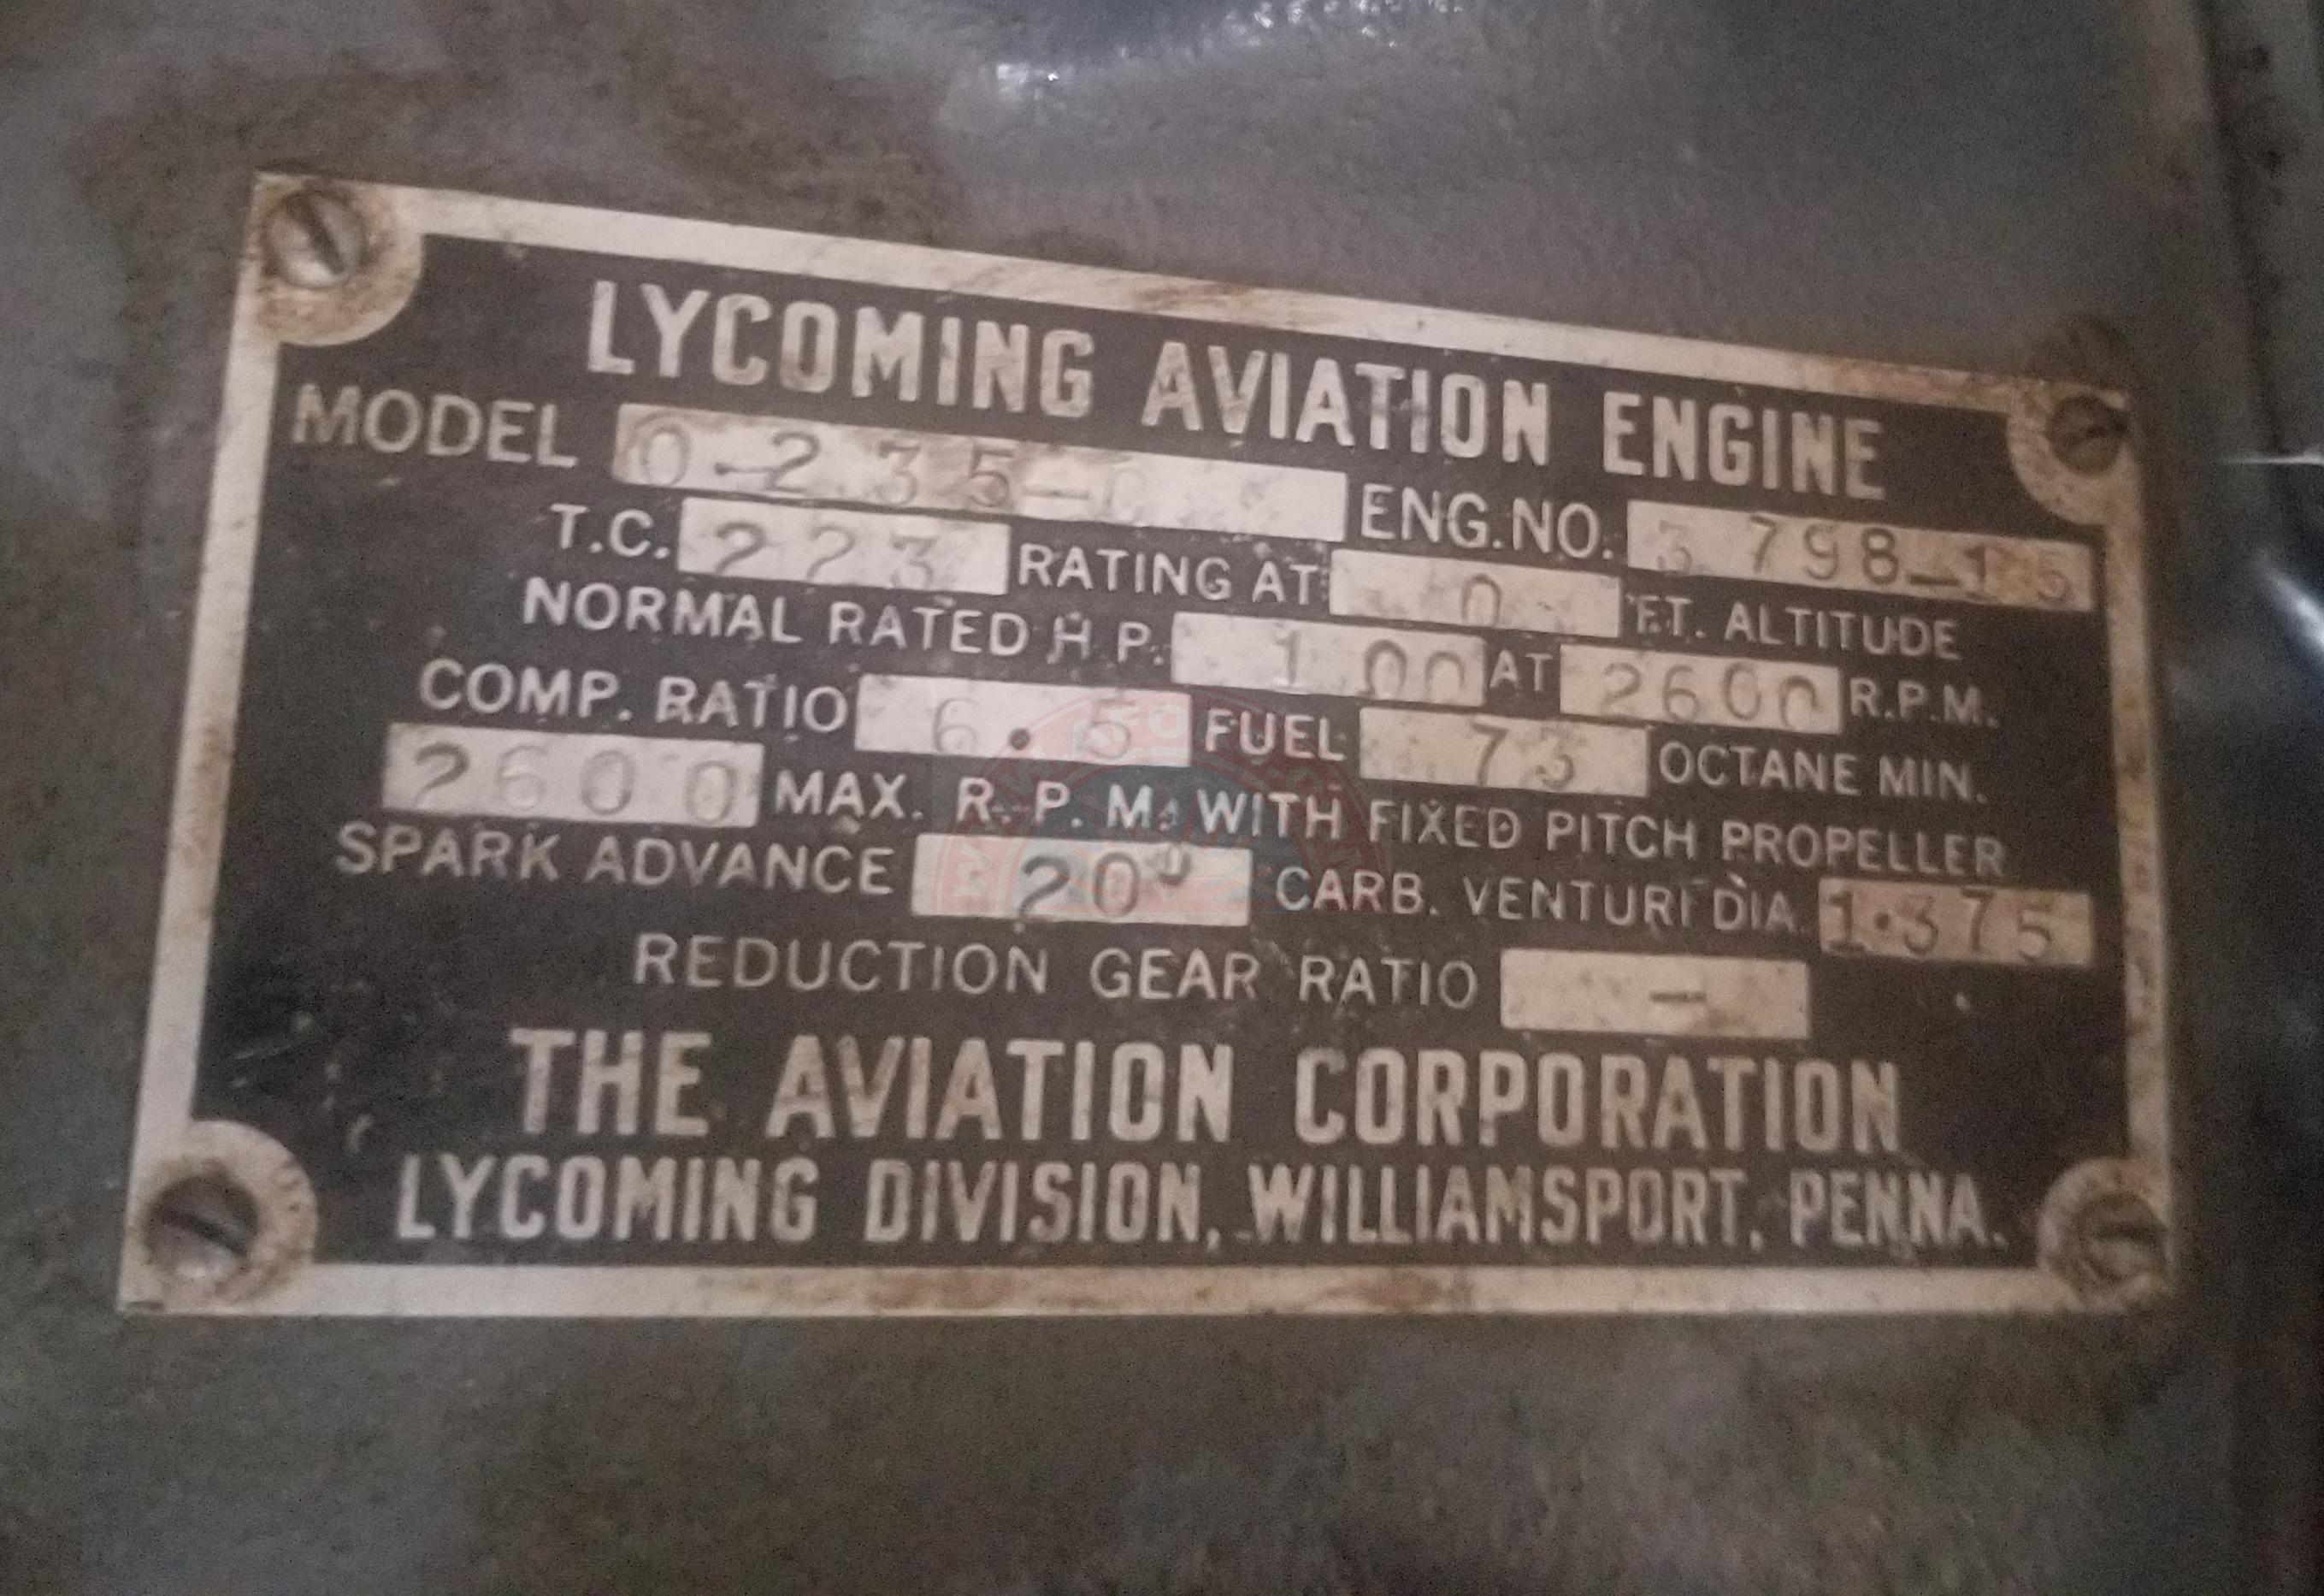 LYCOMING AVIATION ENGINE
MODEL O-235-C ENG. NO. 3 798-15
T.C. 223 RATING AT 0 FT. ALTITUDE
NORMAL RATED H P. 100 AT 2600 R.P.M.
COMP. RATIO 6.5 FUEL 73 OCTANE MIN.
2600 MAX. R. P. M. WITH FIXED PITCH PROPELLER
SPARK ADVANCE 20° CARB. VENTURI DIA. 1.375
REDUCTION GEAR RATIO -
THE AVIATION CORPORATION
LYCOMING DIVISION, WILLIAMSPORT, PENNA.